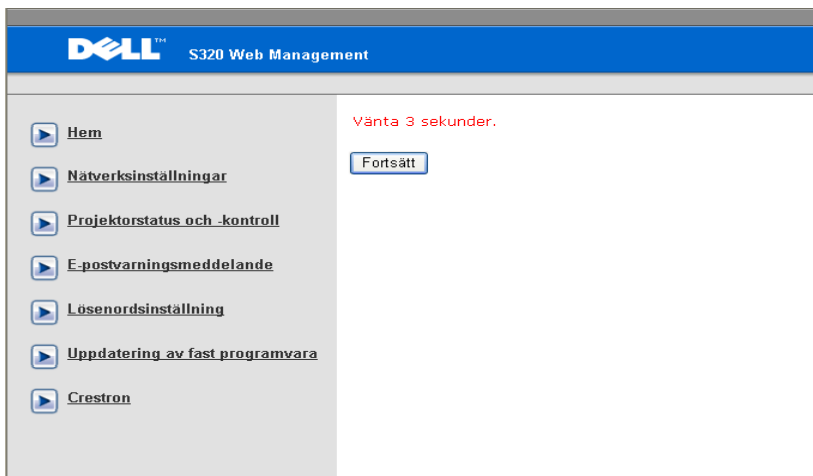 DELL™ S320 Web Management
Hem
Nätverksinställningar
Projektorstatus och -kontroll
E-postvarningsmeddelande
Lösenordsinställning
Uppdatering av fast programvara
Crestron
Vänta 3 sekunder.
Fortsätt